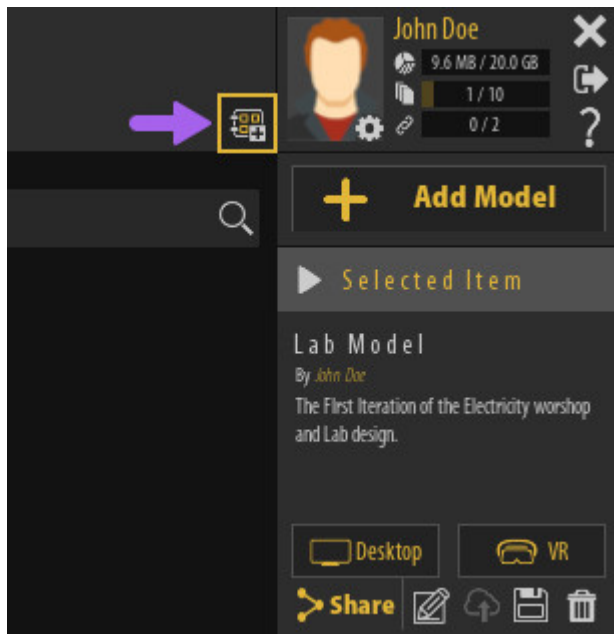 John Doe
9.6 MB / 20.0 GB
1 / 10
0 / 2
?
Add Model
Selected Item
Lab Model
By John Doe
The FIrst Iteration of the Electricity worshop
and Lab design.
Desktop
VR
Share